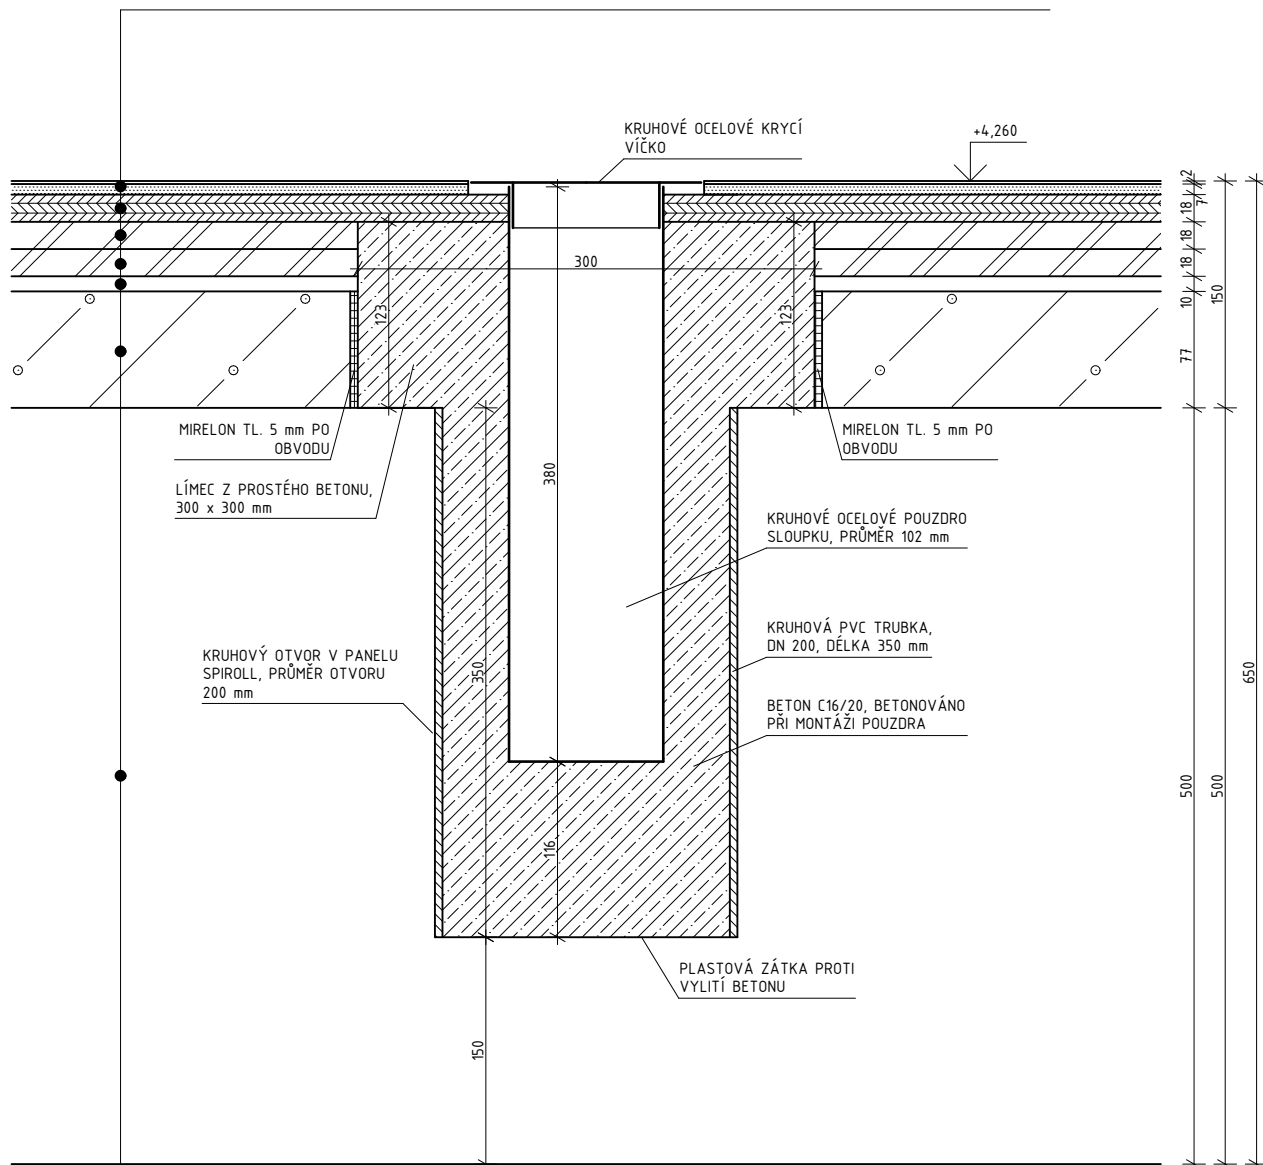 KRUHOVÉ OCELOVÉ KRYCÍ
VÍČKO
+4,260
2
7
18
18
18
10
77
150
650
300
123
123
MIRELON TL. 5 mm PO
OBVODU
MIRELON TL. 5 mm PO
OBVODU
LÍMEC Z PROSTÉHO BETONU,
300 x 300 mm
380
KRUHOVÉ OCELOVÉ POUZDRO
SLOUPKU, PRŮMĚR 102 mm
KRUHOVÁ PVC TRUBKA,
DN 200, DÉLKA 350 mm
KRUHOVÝ OTVOR V PANELU
SPIROLL, PRŮMĚR OTVORU
200 mm
350
BETON C16/20, BETONOVÁNO
PŘI MONTÁŽI POUZDRA
500
500
116
PLASTOVÁ ZÁTKA PROTI
VYLITÍ BETONU
150